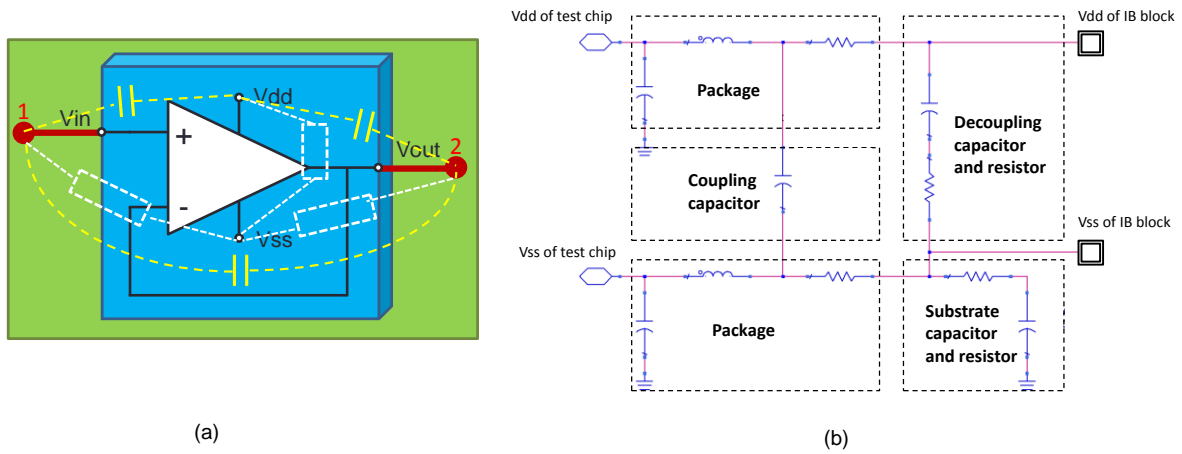 1
Vin
+
-
Vdd
Vss
Vout
2
(a)
Vdd of test chip
Vdd of IB block
Package
Decoupling
capacitor
and resistor
Coupling
capacitor
Vss of test chip
Vss of IB block
Package
Substrate
capacitor
and resistor
(b)